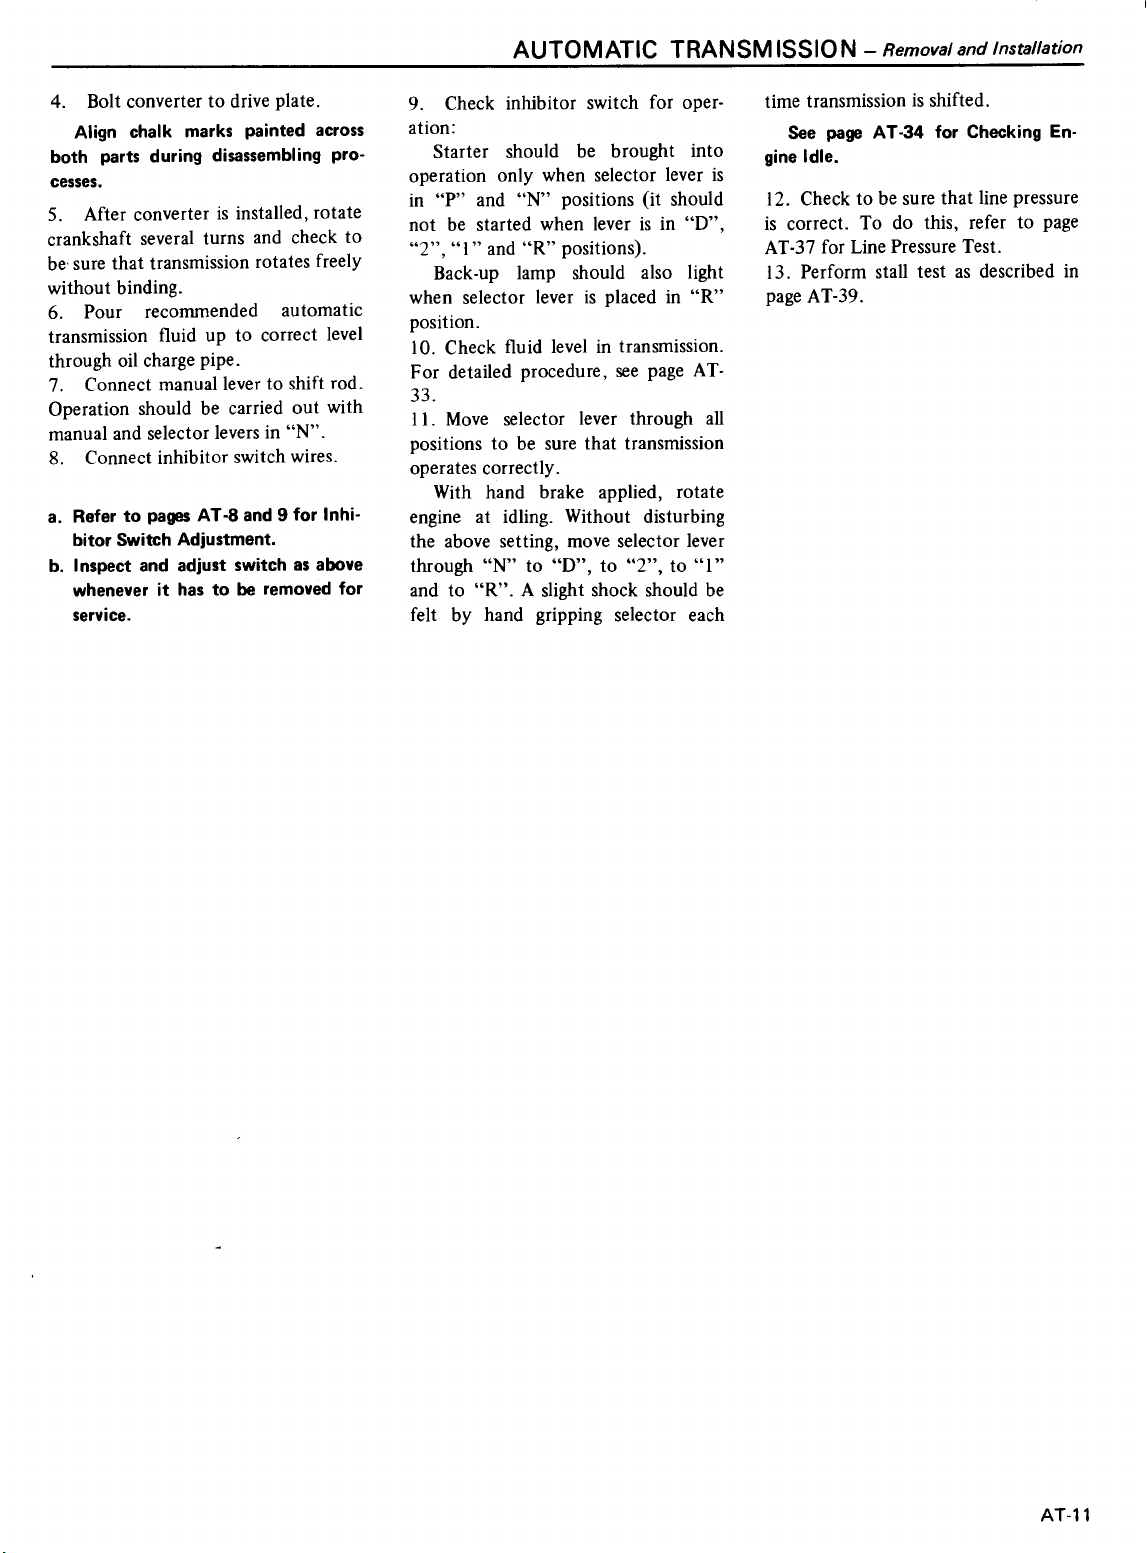 AUTOMATIC TRANSMISSION – Removal and Installation
4. Bolt converter to drive plate.
Align chalk marks painted across
both parts during disassembling pro-
cesses.
5. After converter is installed, rotate
crankshaft several turns and check to
be sure that transmission rotates freely
without binding.
6. Pour recommended automatic
transmission fluid up to correct level
through oil charge pipe.
7. Connect manual lever to shift rod.
Operation should be carried out with
manual and selector levers in “N”.
8. Connect inhibitor switch wires.
a. Refer to pages AT-8 and 9 for Inhi-
bitor Switch Adjustment.
b. Inspect and adjust switch as above
whenever it has to be removed for
service.
9. Check inhibitor switch for oper-
ation:
Starter should be brought into
operation only when selector lever is
in “P” and “N” positions (it should
not be started when lever is in “D”,
“2”, “1” and “R” positions).
Back-up lamp should also light
when selector lever is placed in “R”
position.
10. Check fluid level in transmission.
For detailed procedure, see page AT-
33.
11. Move selector lever through all
positions to be sure that transmission
operates correctly.
With hand brake applied, rotate
engine at idling. Without disturbing
the above setting, move selector lever
through “N” to “D”, to “2”, to “1”
and to “R”. A slight shock should be
felt by hand gripping selector each
time transmission is shifted.
See page AT-34 for Checking En-
gine Idle.
12. Check to be sure that line pressure
is correct. To do this, refer to page
AT-37 for Line Pressure Test.
13. Perform stall test as described in
page AT-39.
AT-11